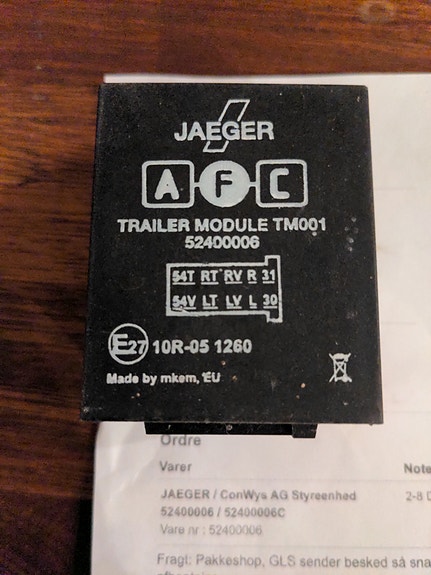 JAEGER
A F C
TRAILER MODULE TM001
52400006
54T RT RV R 31
54V LT LV L 30
E27 10R-05 1260
Made by mkem, EU
Ordre
Varer Note
JAEGER / ConWys AG Styreenhed 2-8 D
52400006 / 52400006C
Vare nr : 52400006
Fragt: Pakkeshop, GLS sender besked så sna